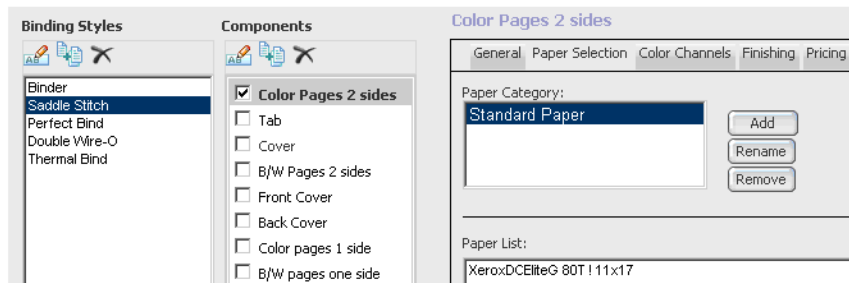 Binding Styles
Binder
Saddle Stitch
Perfect Bind
Double Wire-O
Thermal Bind
Components
Color Pages 2 sides
Tab
Cover
B/W Pages 2 sides
Front Cover
Back Cover
Color pages 1 side
B/W pages one side
Color Pages 2 sides
General Paper Selection Color Channels Finishing Pricing
Paper Category:
Standard Paper
Add
Rename
Remove
Paper List:
XeroxDCEliteG 80T ! 11x17